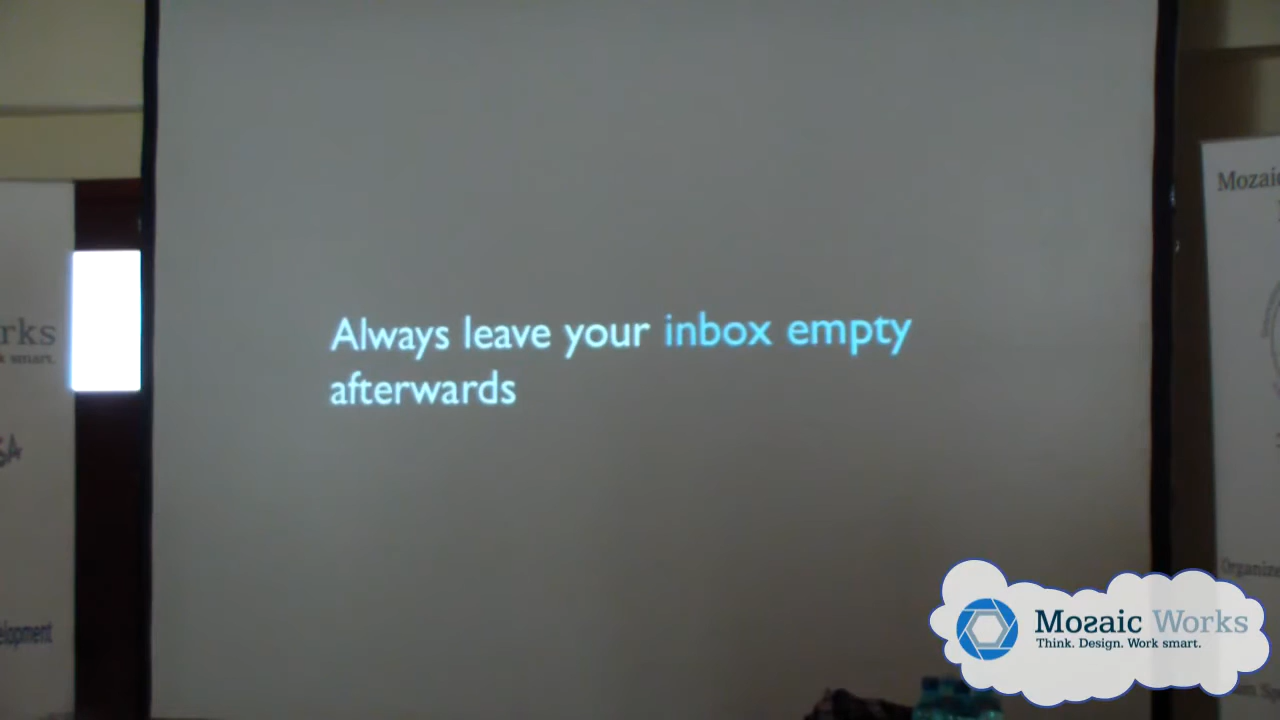 Always leave your inbox empty
afterwards
Mozaic Works
Think. Design. Work smart.